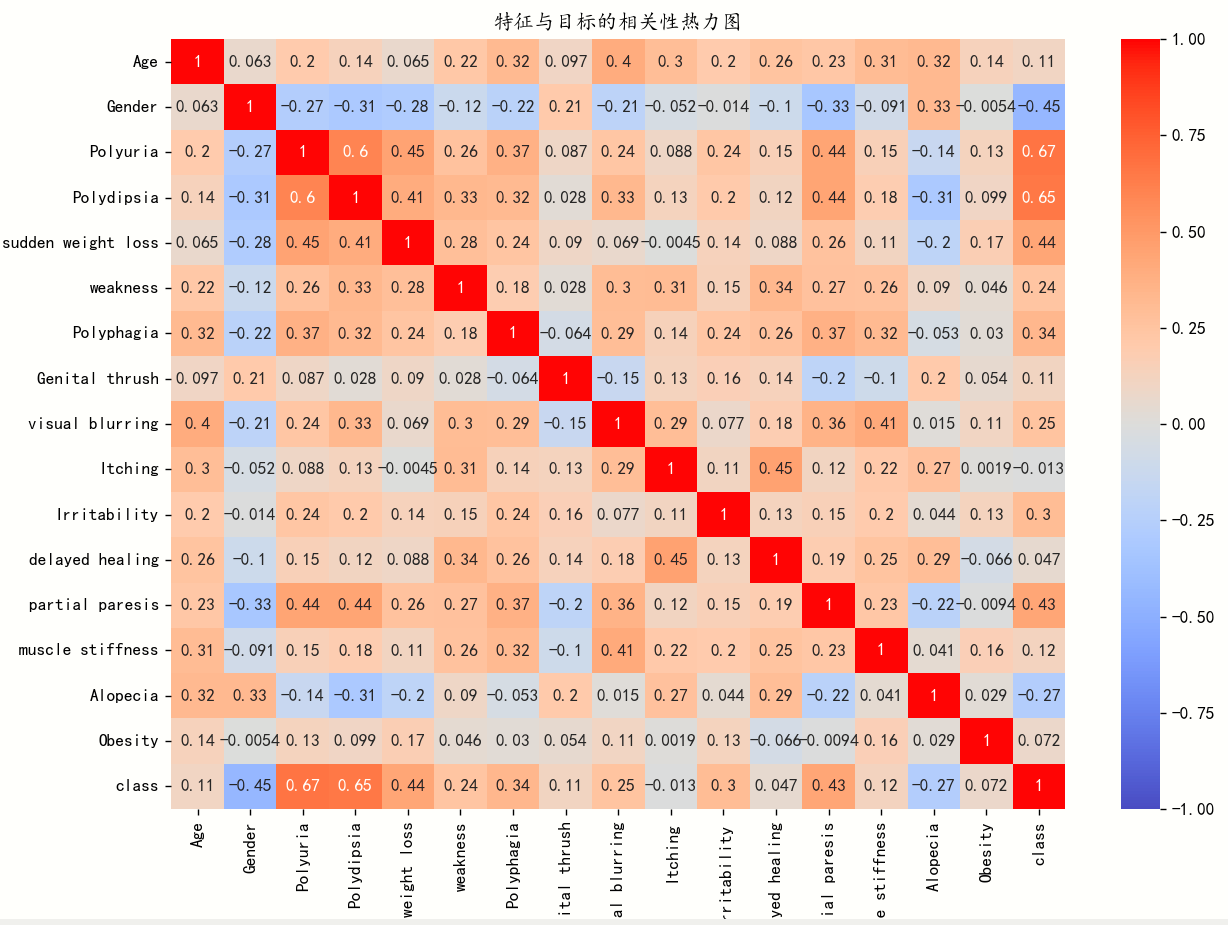 特征与目标的相关性热力图
Age 1 0.063 0.2 0.14 0.065 0.22 0.32 0.097 0.4 0.3 0.2 0.26 0.23 0.31 0.32 0.14 0.11
Gender 0.063 1 −0.27 −0.31 −0.28 −0.12 −0.22 0.21 −0.21 −0.052 −0.014 −0.1 −0.33 −0.091 0.33 −0.0054 −0.45
Polyuria 0.2 −0.27 1 0.6 0.45 0.26 0.37 0.087 0.24 0.088 0.24 0.15 0.44 0.15 −0.14 0.13 0.67
Polydipsia 0.14 −0.31 0.6 1 0.41 0.33 0.32 0.028 0.33 0.13 0.2 0.12 0.44 0.18 −0.31 0.099 0.65
sudden weight loss 0.065 −0.28 0.45 0.41 1 0.28 0.24 0.09 0.069 −0.0045 0.14 0.088 0.26 0.11 −0.2 0.17 0.44
weakness 0.22 −0.12 0.26 0.33 0.28 1 0.18 0.028 0.3 0.31 0.15 0.34 0.27 0.26 0.09 0.046 0.24
Polyphagia 0.32 −0.22 0.37 0.32 0.24 0.18 1 −0.064 0.29 0.14 0.24 0.26 0.37 0.32 −0.053 0.03 0.34
Genital thrush 0.097 0.21 0.087 0.028 0.09 0.028 −0.064 1 −0.15 0.13 0.16 0.14 −0.2 −0.1 0.2 0.054 0.11
visual blurring 0.4 −0.21 0.24 0.33 0.069 0.3 0.29 −0.15 1 0.29 0.077 0.18 0.36 0.41 0.015 0.11 0.25
Itching 0.3 −0.052 0.088 0.13 −0.0045 0.31 0.14 0.13 0.29 1 0.11 0.45 0.12 0.22 0.27 0.0019 −0.013
Irritability 0.2 −0.014 0.24 0.2 0.14 0.15 0.24 0.16 0.077 0.11 1 0.13 0.15 0.2 0.044 0.13 0.3
delayed healing 0.26 −0.1 0.15 0.12 0.088 0.34 0.26 0.14 0.18 0.45 0.13 1 0.19 0.25 0.29 −0.066 0.047
partial paresis 0.23 −0.33 0.44 0.44 0.26 0.27 0.37 −0.2 0.36 0.12 0.15 0.19 1 0.23 −0.22 −0.0094 0.43
muscle stiffness 0.31 −0.091 0.15 0.18 0.11 0.26 0.32 −0.1 0.41 0.22 0.2 0.25 0.23 1 0.041 0.16 0.12
Alopecia 0.32 0.33 −0.14 −0.31 −0.2 0.09 −0.053 0.2 0.015 0.27 0.044 0.29 −0.22 0.041 1 0.029 −0.27
Obesity 0.14 −0.0054 0.13 0.099 0.17 0.046 0.03 0.054 0.11 0.0019 0.13 −0.066 −0.0094 0.16 0.029 1 0.072
class 0.11 −0.45 0.67 0.65 0.44 0.24 0.34 0.11 0.25 −0.013 0.3 0.047 0.43 0.12 −0.27 0.072 1
Age
Gender
Polyuria
Polydipsia
weight loss
weakness
Polyphagia
ital thrush
al blurring
Itching
rritability
yed healing
ial paresis
e stiffness
Alopecia
Obesity
class
1.00
0.75
0.50
0.25
0.00
−0.25
−0.50
−0.75
−1.00